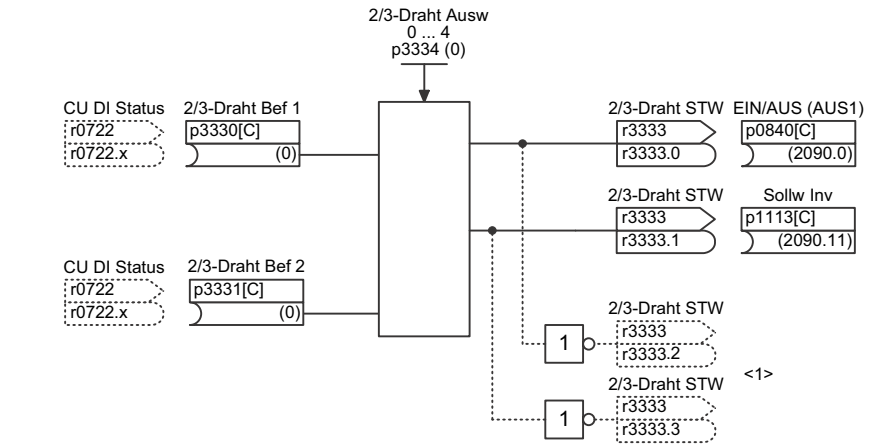 2/3-Draht Ausw
0 ... 4
p3334 (0)
CU DI Status
r0722
r0722.x
2/3-Draht Bef 1
p3330[C]
(0)
2/3-Draht STW
r3333
r3333.0
EIN/AUS (AUS1)
p0840[C]
(2090.0)
2/3-Draht STW
r3333
r3333.1
Sollw Inv
p1113[C]
(2090.11)
CU DI Status
r0722
r0722.x
2/3-Draht Bef 2
p3331[C]
(0)
1
2/3-Draht STW
r3333
r3333.2
<1>
1
2/3-Draht STW
r3333
r3333.3